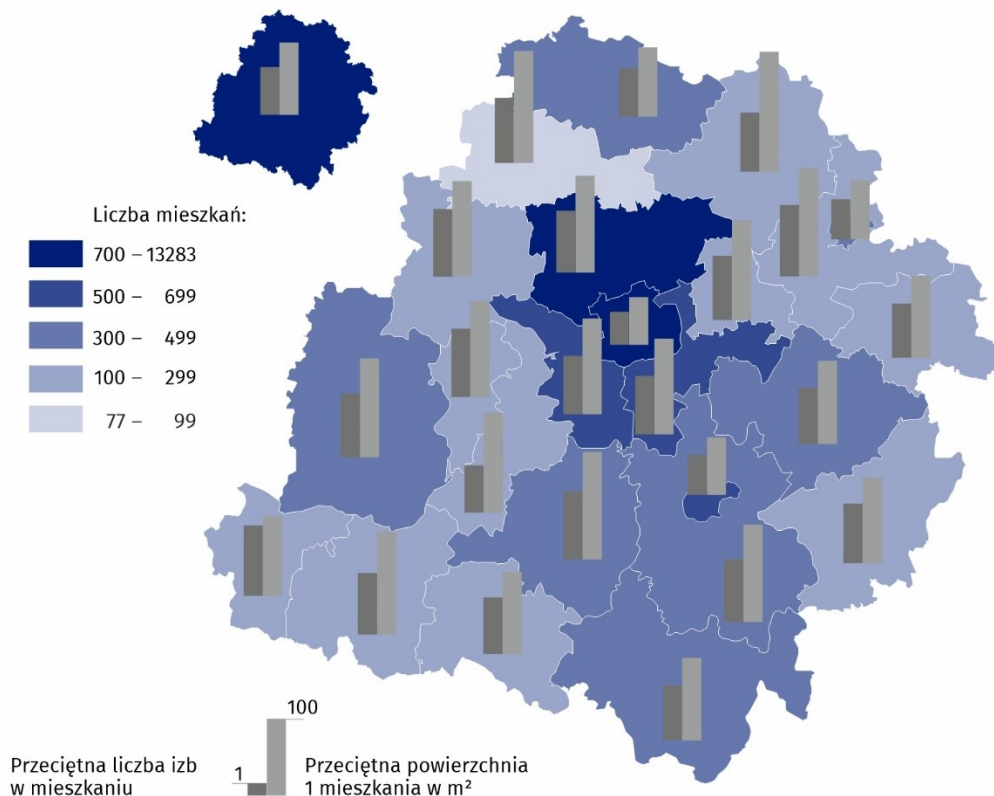 Liczba mieszkań:
700 – 13283
500 – 699
300 – 499
100 – 299
77 – 99
100
1
Przeciętna liczba izb
w mieszkaniu
Przeciętna powierzchnia
1 mieszkania w m²